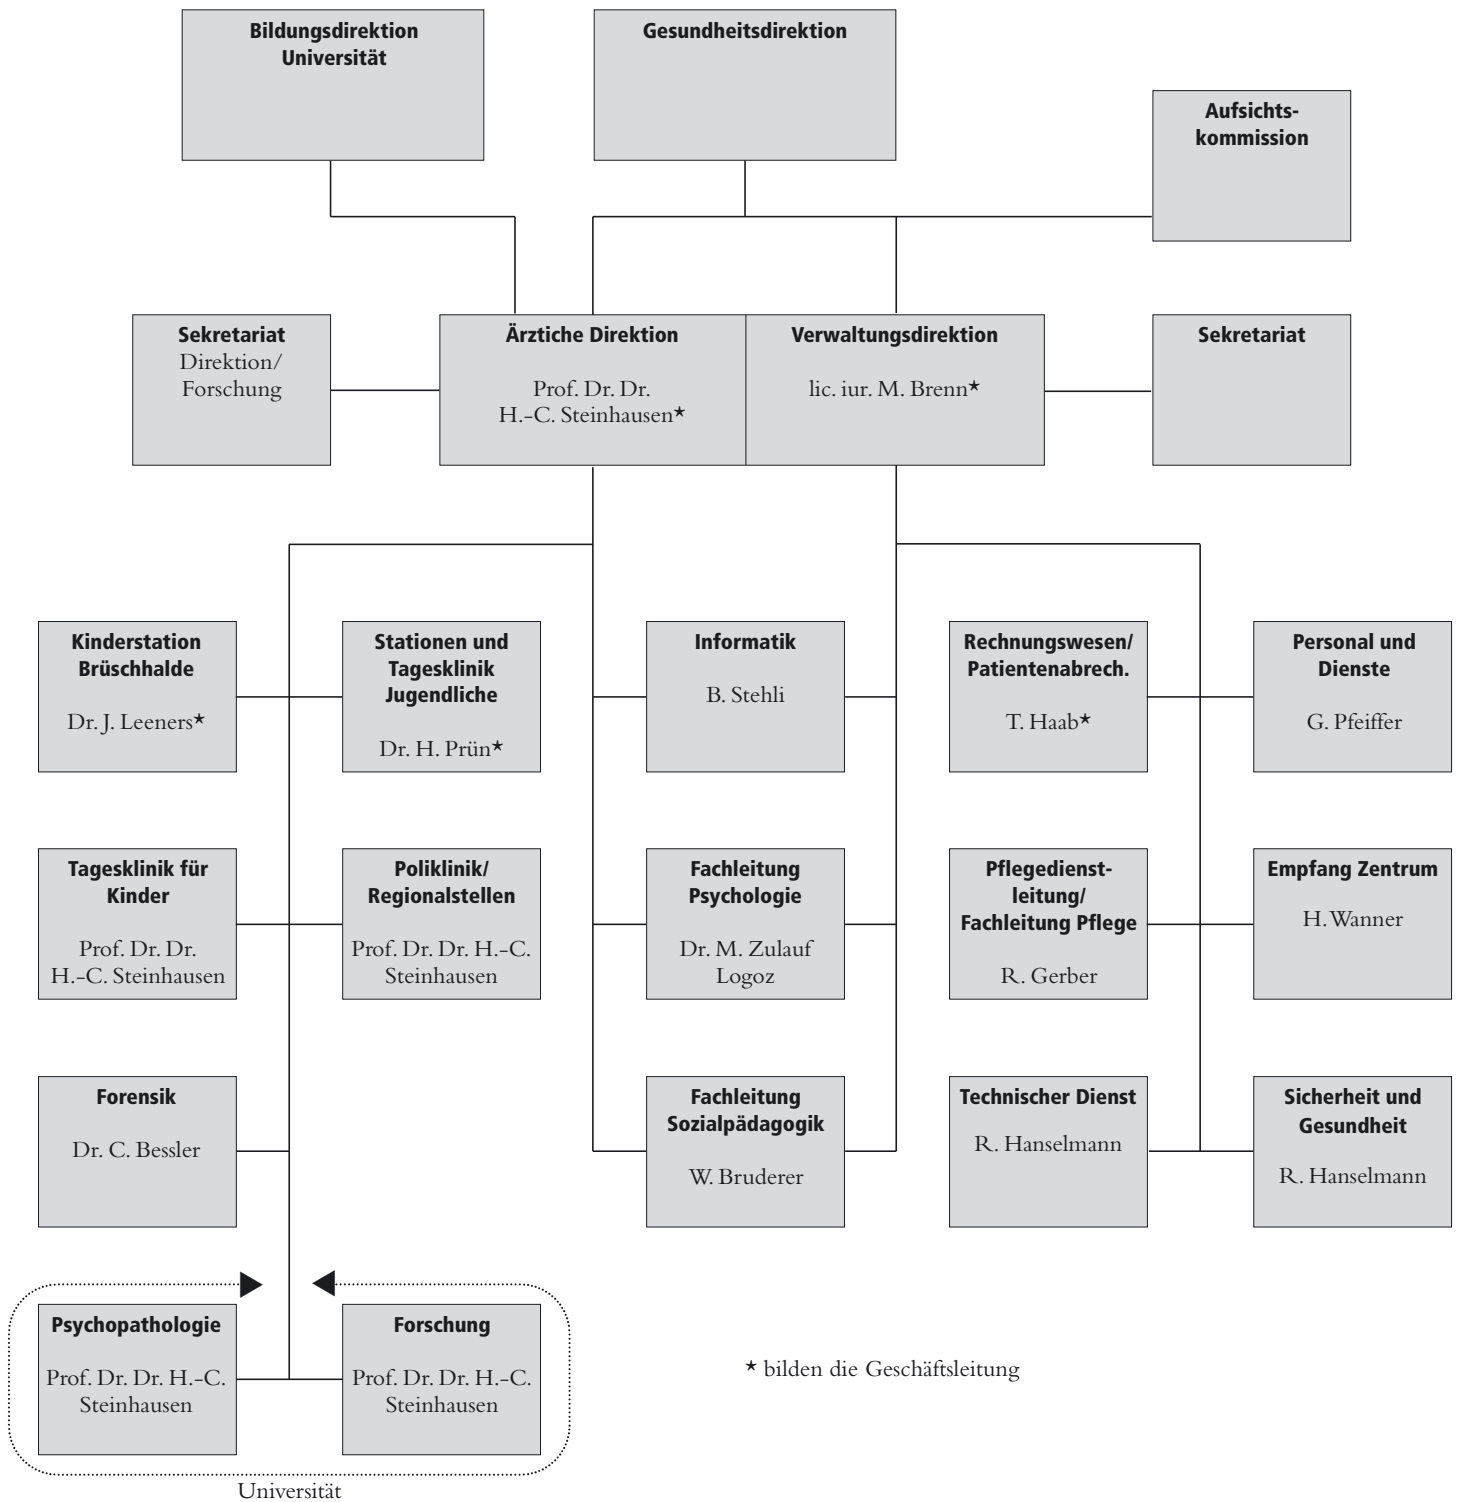 Bildungsdirektion
Universität
Gesundheitsdirektion
Aufsichts-
kommission
Sekretariat
Direktion/
Forschung
Ärztiche Direktion
Prof. Dr. Dr.
H.-C. Steinhausen★
Verwaltungsdirektion
lic. iur. M. Brenn★
Sekretariat
Kinderstation
Brüschhalde
Dr. J. Leeners★
Stationen und
Tagesklinik
Jugendliche
Dr. H. Prün★
Informatik
B. Stehli
Rechnungswesen/
Patientenabrech.
T. Haab★
Personal und
Dienste
G. Pfeiffer
Tagesklinik für
Kinder
Prof. Dr. Dr.
H.-C. Steinhausen
Poliklinik/
Regionalstellen
Prof. Dr. Dr. H.-C.
Steinhausen
Fachleitung
Psychologie
Dr. M. Zulauf
Logoz
Pflegedienst-
leitung/
Fachleitung Pflege
R. Gerber
Empfang Zentrum
H. Wanner
Forensik
Dr. C. Bessler
Fachleitung
Sozialpädagogik
W. Bruderer
Technischer Dienst
R. Hanselmann
Sicherheit und
Gesundheit
R. Hanselmann
Psychopathologie
Prof. Dr. Dr. H.-C.
Steinhausen
Forschung
Prof. Dr. Dr. H.-C.
Steinhausen
★ bilden die Geschäftsleitung
Universität